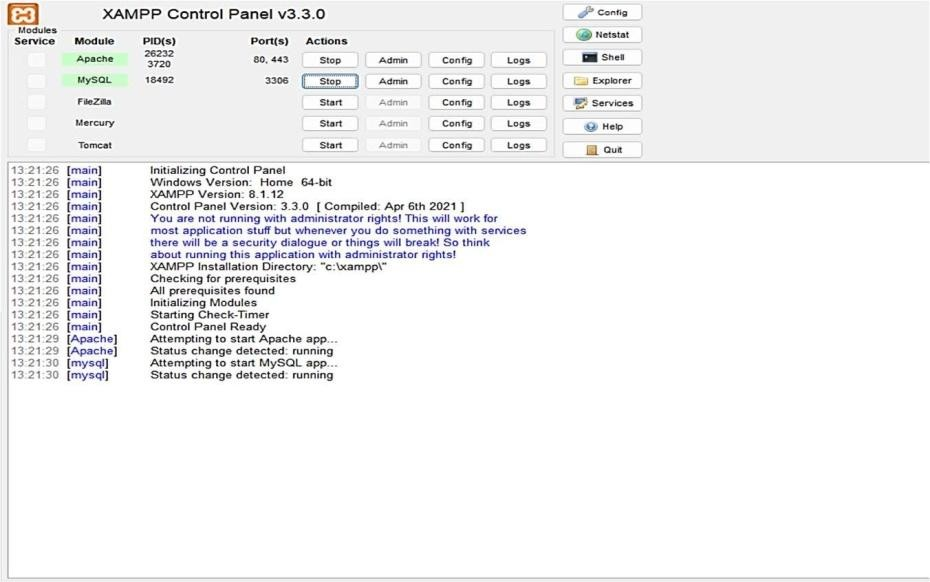 XAMPP Control Panel v3.3.0
Config
Netstat
Shell
Explorer
Services
Help
Quit
Modules
Service Module PID(s) Port(s) Actions
Apache 26232 3720 80, 443 Stop Admin Config Logs
MySQL 18492 3306 Stop Admin Config Logs
FileZilla Start Admin Config Logs
Mercury Start Admin Config Logs
Tomcat Start Admin Config Logs
13:21:26 [main] Initializing Control Panel
13:21:26 [main] Windows Version: Home 64-bit
13:21:26 [main] XAMPP Version: 8.1.12
13:21:26 [main] Control Panel Version: 3.3.0 [ Compiled: Apr 6th 2021 ]
13:21:26 [main] You are not running with administrator rights! This will work for
13:21:26 [main] most application stuff but whenever you do something with services
13:21:26 [main] there will be a security dialogue or things will break! So think
13:21:26 [main] about running this application with administrator rights!
13:21:26 [main] XAMPP Installation Directory: "c:\xampp\"
13:21:26 [main] Checking for prerequisites
13:21:26 [main] All prerequisites found
13:21:26 [main] Initializing Modules
13:21:26 [main] Starting Check-Timer
13:21:26 [main] Control Panel Ready
13:21:29 [Apache] Attempting to start Apache app...
13:21:29 [Apache] Status change detected: running
13:21:30 [mysql] Attempting to start MySQL app...
13:21:30 [mysql] Status change detected: running